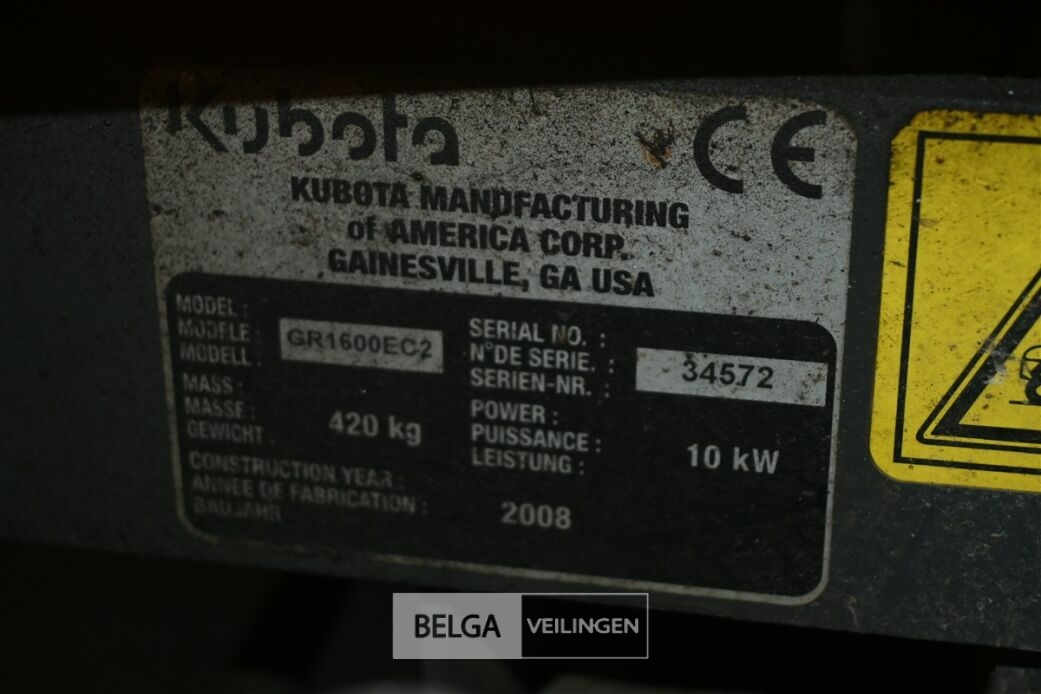 Kubota CE
KUBOTA MANUFACTURING
of AMERICA CORP.
GAINESVILLE, GA USA
MODEL :
MODELE :
MODELL :
GR1600EC2
SERIAL NO. :
N° DE SERIE. :
SERIEN-NR. :
34572
MASS :
MASSE :
GEWICHT :
420 kg
POWER :
PUISSANCE :
LEISTUNG :
10 kW
CONSTRUCTION YEAR :
ANNEE DE FABRICATION :
BAUJAHR
2008
BELGA VEILINGEN